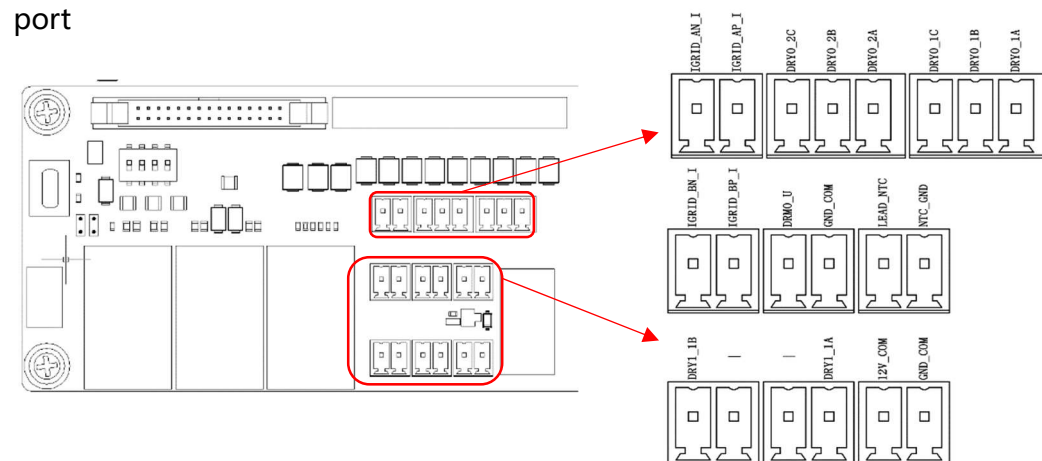 port
IGRID_AN_I IGRID_AP_I DRYO_2C DRYO_2B DRYO_2A DRYO_1C DRYO_1B DRYO_1A
IGRID_BN_I IGRID_BP_I DRMO_U GND_COM LEAD_NTC NTC_GND
DRY1_1B — — DRY1_1A 12V_COM GND_COM